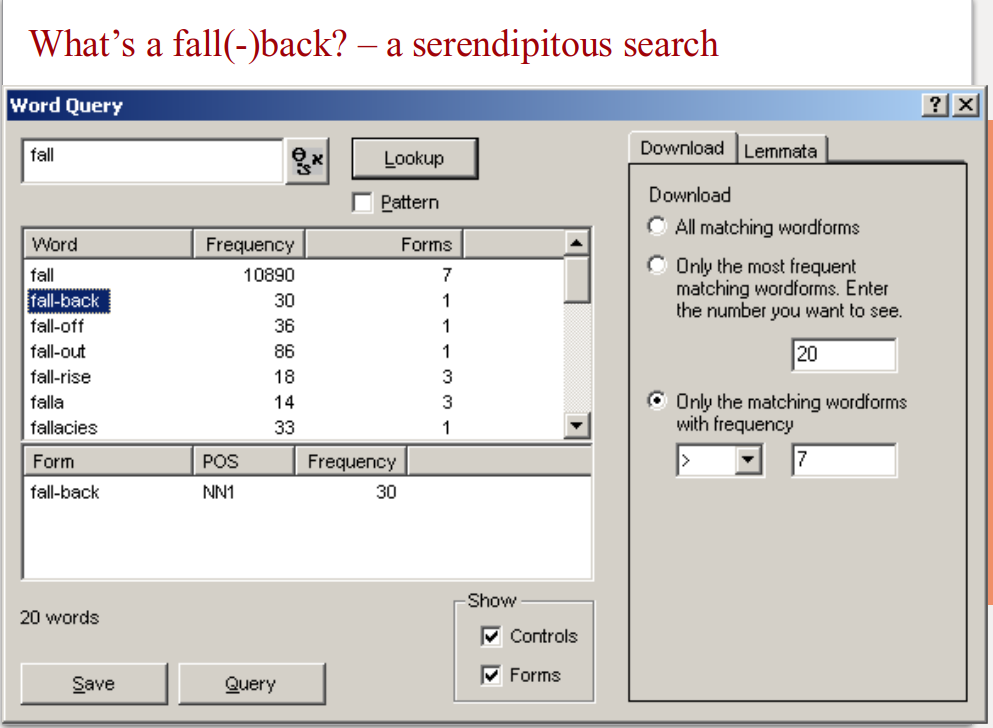 What's a fall(-)back? – a serendipitous search
Word Query
fall
Lookup
Pattern
Word Frequency Forms
fall 10890 7
fall-back 30 1
fall-off 36 1
fall-out 86 1
fall-rise 18 3
falla 14 3
fallacies 33 1
Form POS Frequency
fall-back NN1 30
20 words
Show
Controls
Forms
Save Query
Download Lemmata
Download
All matching wordforms
Only the most frequent
matching wordforms. Enter
the number you want to see.
20
Only the matching wordforms
with frequency
> 7